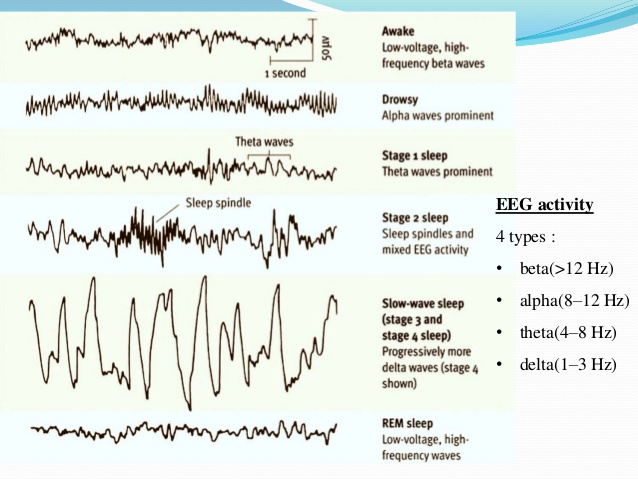 Awake
Low-voltage, high-
frequency beta waves
50μv
1 second
Drowsy
Alpha waves prominent
Theta waves
Stage 1 sleep
Theta waves prominent
Sleep spindle
Stage 2 sleep
Sleep spindles and
mixed EEG activity
Slow-wave sleep
(stage 3 and
stage 4 sleep)
Progressively more
delta waves (stage 4
shown)
REM sleep
Low-voltage, high-
frequency waves
EEG activity
4 types :
• beta(>12 Hz)
• alpha(8–12 Hz)
• theta(4–8 Hz)
• delta(1–3 Hz)